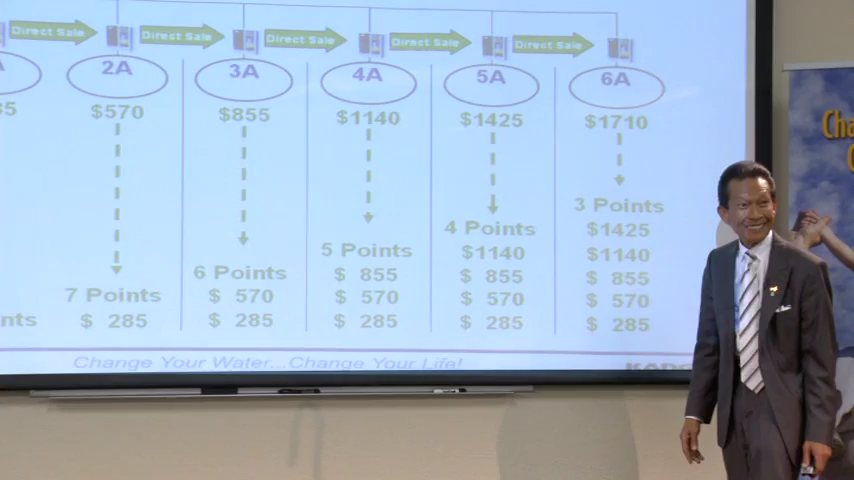 Direct Sale Direct Sale Direct Sale Direct Sale Direct Sale
2A 3A 4A 5A 6A
$570 $855 $1140 $1425 $1710
3 Points
4 Points $1425
5 Points $1140 $1140
6 Points $ 855 $ 855 $ 855
7 Points $ 570 $ 570 $ 570 $ 570
$ 285 $ 285 $ 285 $ 285 $ 285
Change Your Water...Change Your Life!